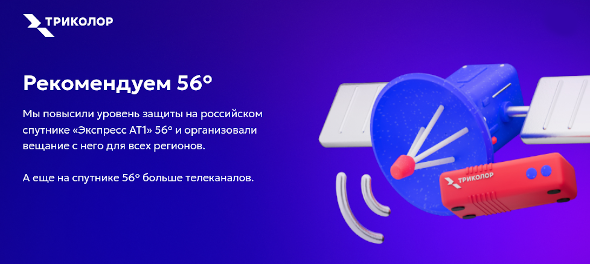 ТРИКОЛОР
Рекомендуем 56°
Мы повысили уровень защиты на российском
спутнике «Экспресс АТ1» 56° и организовали
вещание с него для всех регионов.
А еще на спутнике 56° больше телеканалов.
ТРИКОЛОР